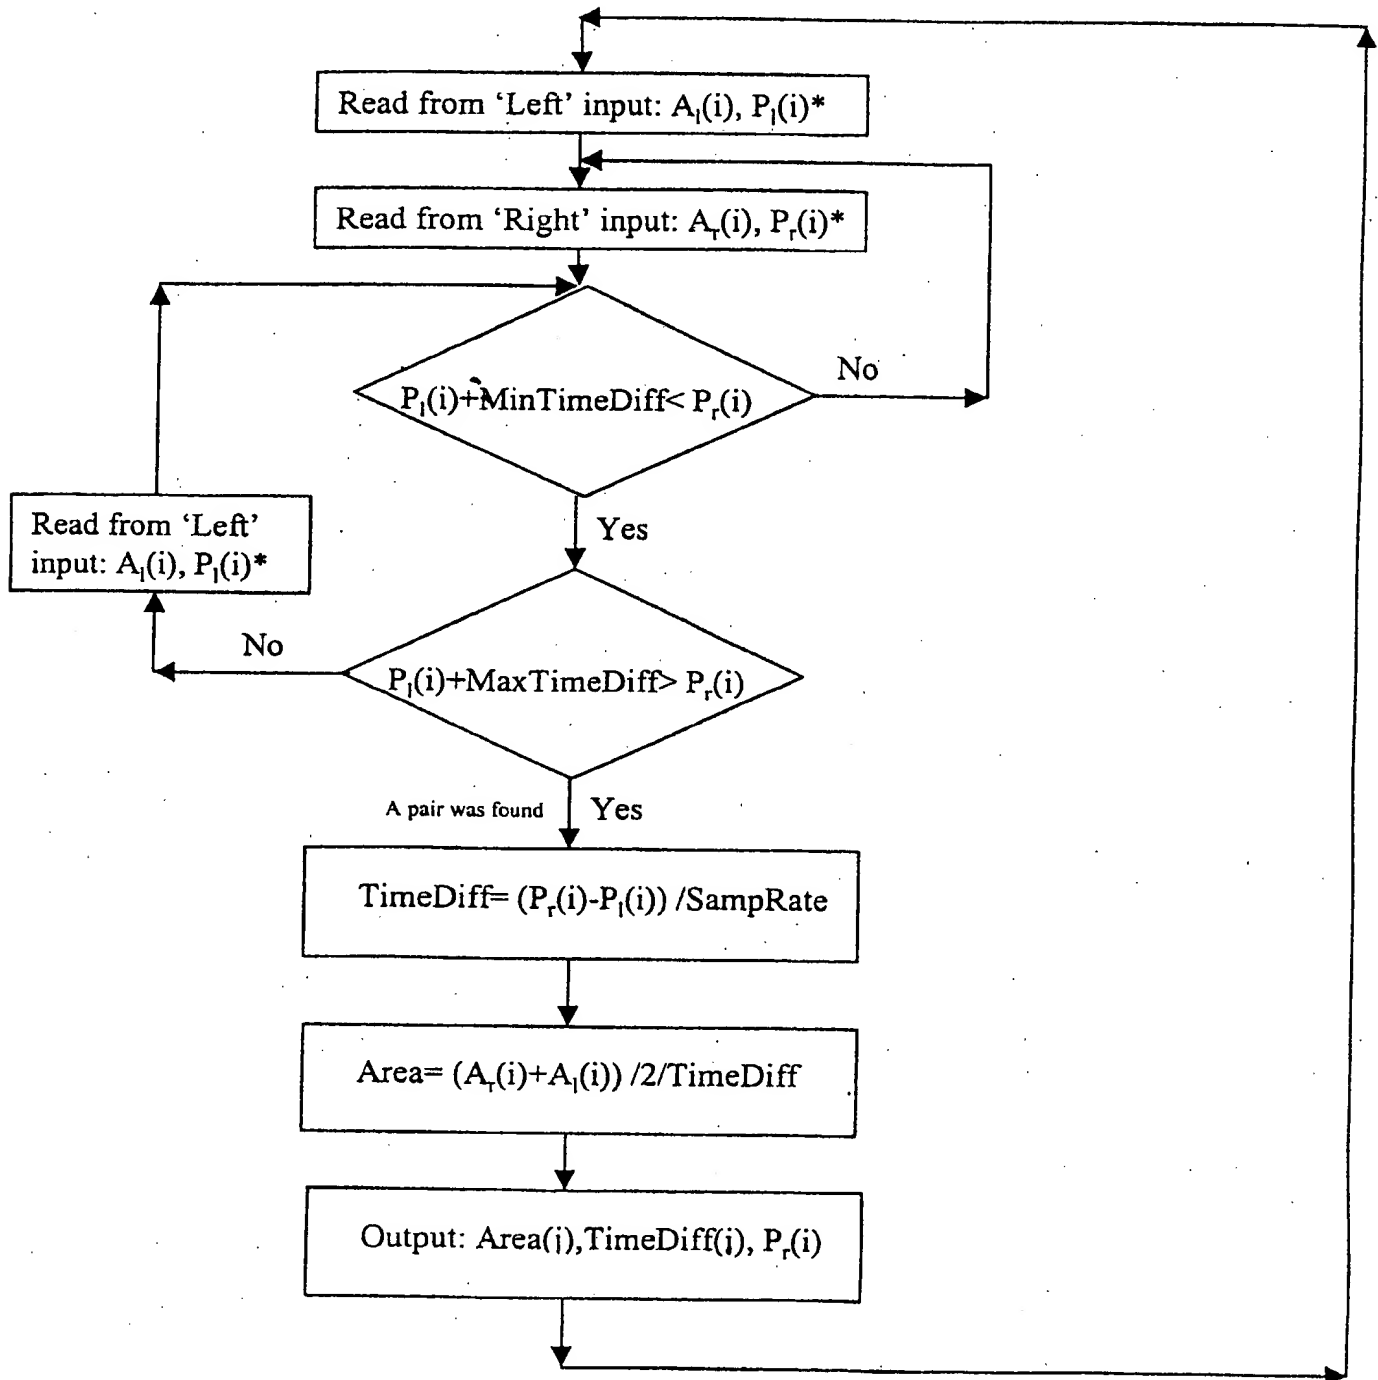 Read from ‘Left’ input: Aₗ(i), Pₗ(i)*
Read from ‘Right’ input: Aᵣ(i), Pᵣ(i)*
Pₗ(i)+MinTimeDiff< Pᵣ(i)
No
Yes
Read from ‘Left’
input: Aₗ(i), Pₗ(i)*
No
Pₗ(i)+MaxTimeDiff> Pᵣ(i)
A pair was found
Yes
TimeDiff= (Pᵣ(i)-Pₗ(i)) /SampRate
Area= (Aᵣ(i)+Aₗ(i)) /2/TimeDiff
Output: Area(j),TimeDiff(j), Pᵣ(i)